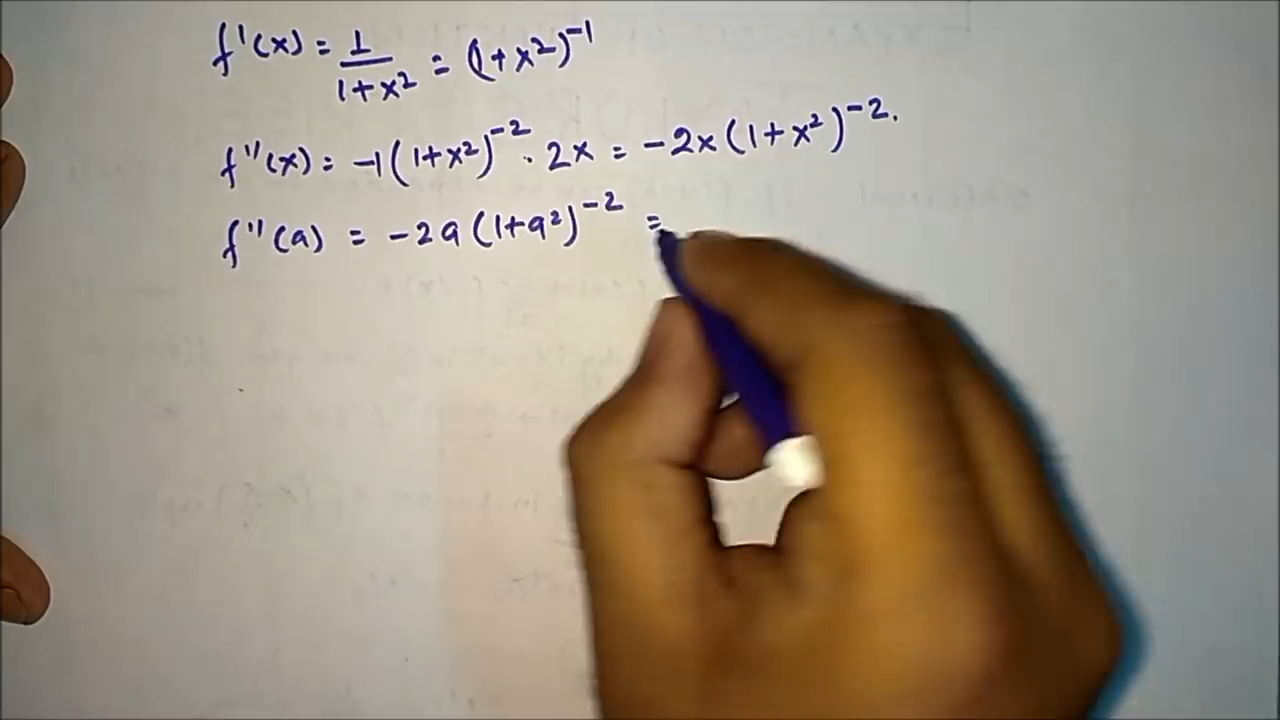 f'(x) = 1/1+x² = (1+x²)⁻¹
f''(x) = -1(1+x²)⁻² · 2x = -2x(1+x²)⁻².
f''(a) = -2a(1+a²)⁻² =